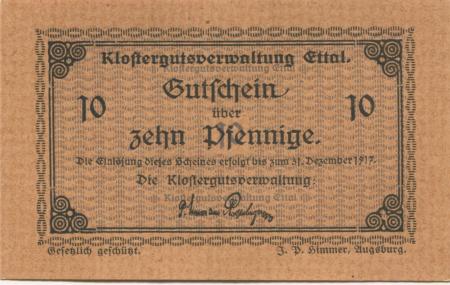 Klostergutsverwaltung Ettal.
Gutschein
über
10 zehn Pfennige. 10
Die Einlösung dieses Scheines erfolgt bis zum 31. Dezember 1917.
Die Klostergutsverwaltung:
Gesetzlich geschützt. J. P. Himmer, Augsburg.